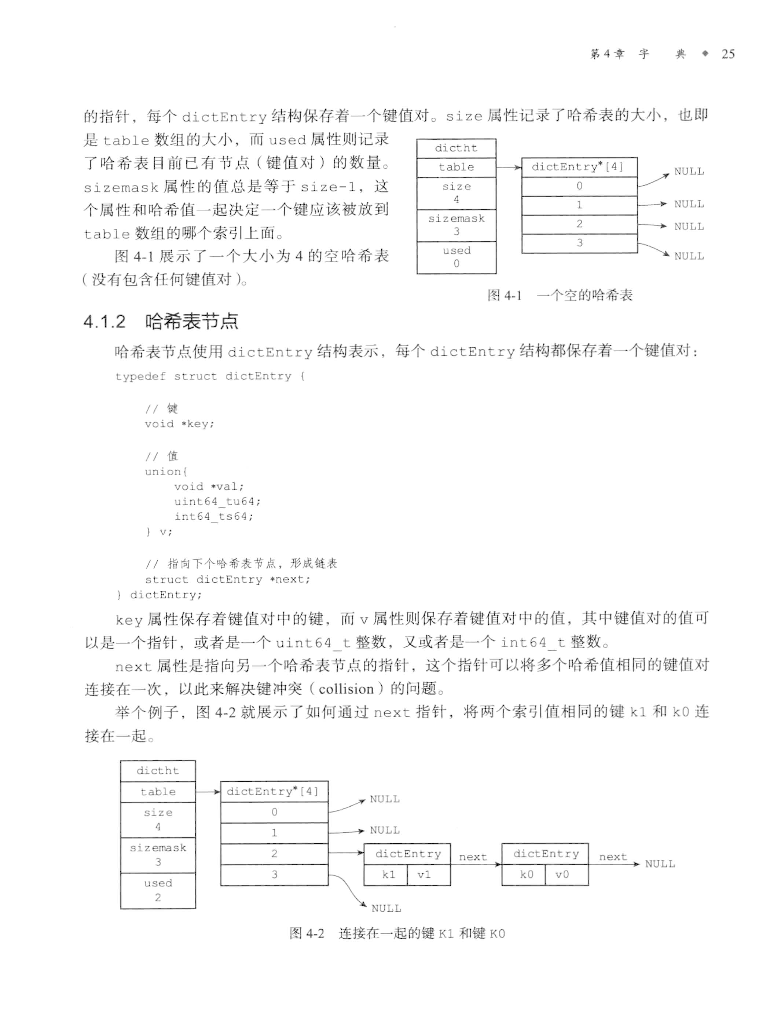 第4章 字 典 ◆ 25
的指针，每个 dictEntry 结构保存着一个键值对。size 属性记录了哈希表的大小，也即
是 table 数组的大小，而 used 属性则记录
了哈希表目前已有节点（键值对）的数量。
sizemask 属性的值总是等于 size-1，这
个属性和哈希值一起决定一个键应该被放到
table 数组的哪个索引上面。
图 4-1 展示了一个大小为 4 的空哈希表
（没有包含任何键值对）。
dictht
table
size
4
sizemask
3
used
0
dictEntry*[4]
0
1
2
3
NULL
NULL
NULL
NULL
图 4-1 一个空的哈希表
4.1.2 哈希表节点
哈希表节点使用 dictEntry 结构表示，每个 dictEntry 结构都保存着一个键值对：
typedef struct dictEntry {
// 键
void *key;
// 值
union{
void *val;
uint64_tu64;
int64_ts64;
} v;
// 指向下个哈希表节点，形成链表
struct dictEntry *next;
} dictEntry;
key 属性保存着键值对中的键，而 v 属性则保存着键值对中的值，其中键值对的值可
以是一个指针，或者是一个 uint64_t 整数，又或者是一个 int64_t 整数。
next 属性是指向另一个哈希表节点的指针，这个指针可以将多个哈希值相同的键值对
连接在一次，以此来解决键冲突（collision）的问题。
举个例子，图 4-2 就展示了如何通过 next 指针，将两个索引值相同的键 k1 和 k0 连
接在一起。
dictht
table
size
4
sizemask
3
used
2
dictEntry*[4]
0
1
2
3
NULL
NULL
dictEntry
k1 v1
next
dictEntry
k0 v0
next
NULL
NULL
图 4-2 连接在一起的键 K1 和键 K0